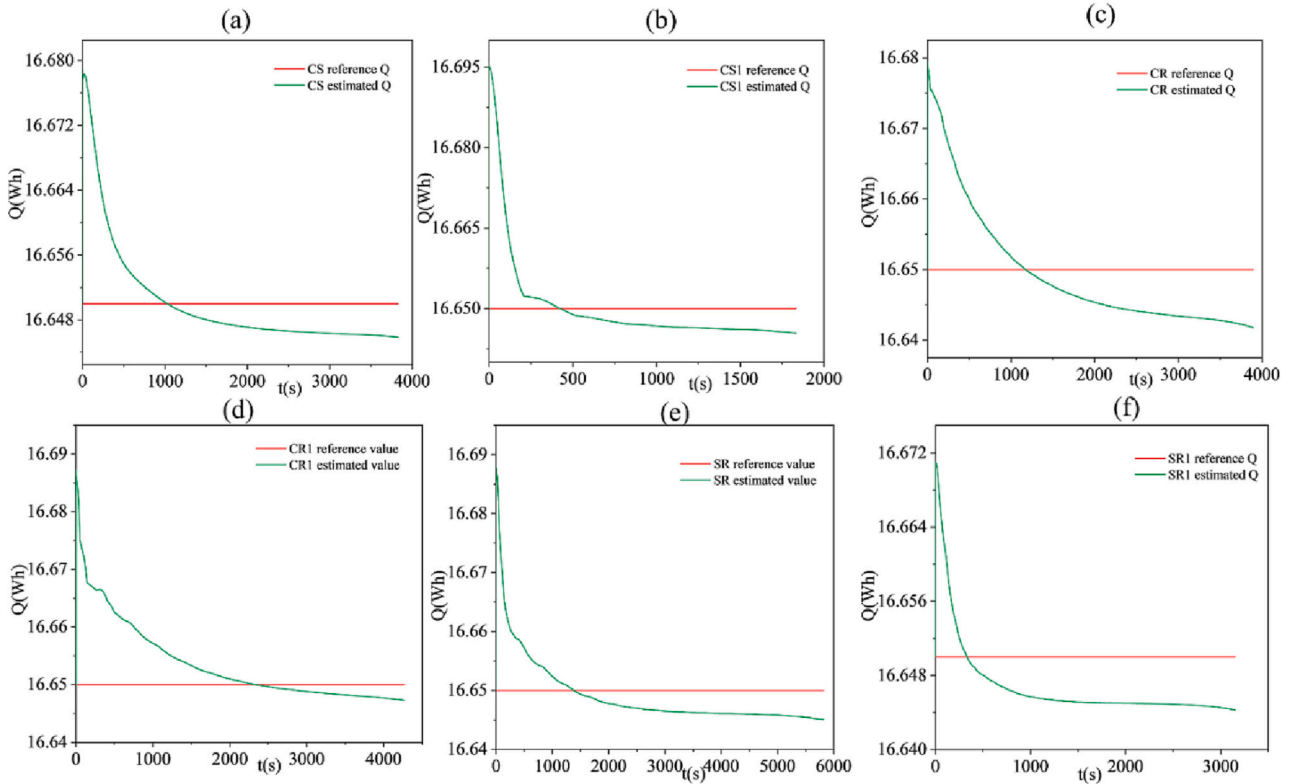 (a)
CS reference Q
CS estimated Q
16.680
16.672
16.664
16.656
16.648
Q(Wh)
0
1000
2000
3000
4000
t(s)
(b)
CS1 reference Q
CS1 estimated Q
16.695
16.680
16.665
16.650
Q(Wh)
0
500
1000
1500
2000
t(s)
(c)
CR reference Q
CR estimated Q
16.68
16.67
16.66
16.65
16.64
Q(Wh)
0
1000
2000
3000
4000
t(s)
(d)
CR1 reference value
CR1 estimated value
16.69
16.68
16.67
16.66
16.65
16.64
Q(Wh)
0
1000
2000
3000
4000
t(s)
(e)
SR reference value
SR estimated value
16.69
16.68
16.67
16.66
16.65
16.64
Q(Wh)
0
1000
2000
3000
4000
5000
6000
t(s)
(f)
SR1 reference Q
SR1 estimated Q
16.672
16.664
16.656
16.648
16.640
Q(Wh)
0
1000
2000
3000
t(s)